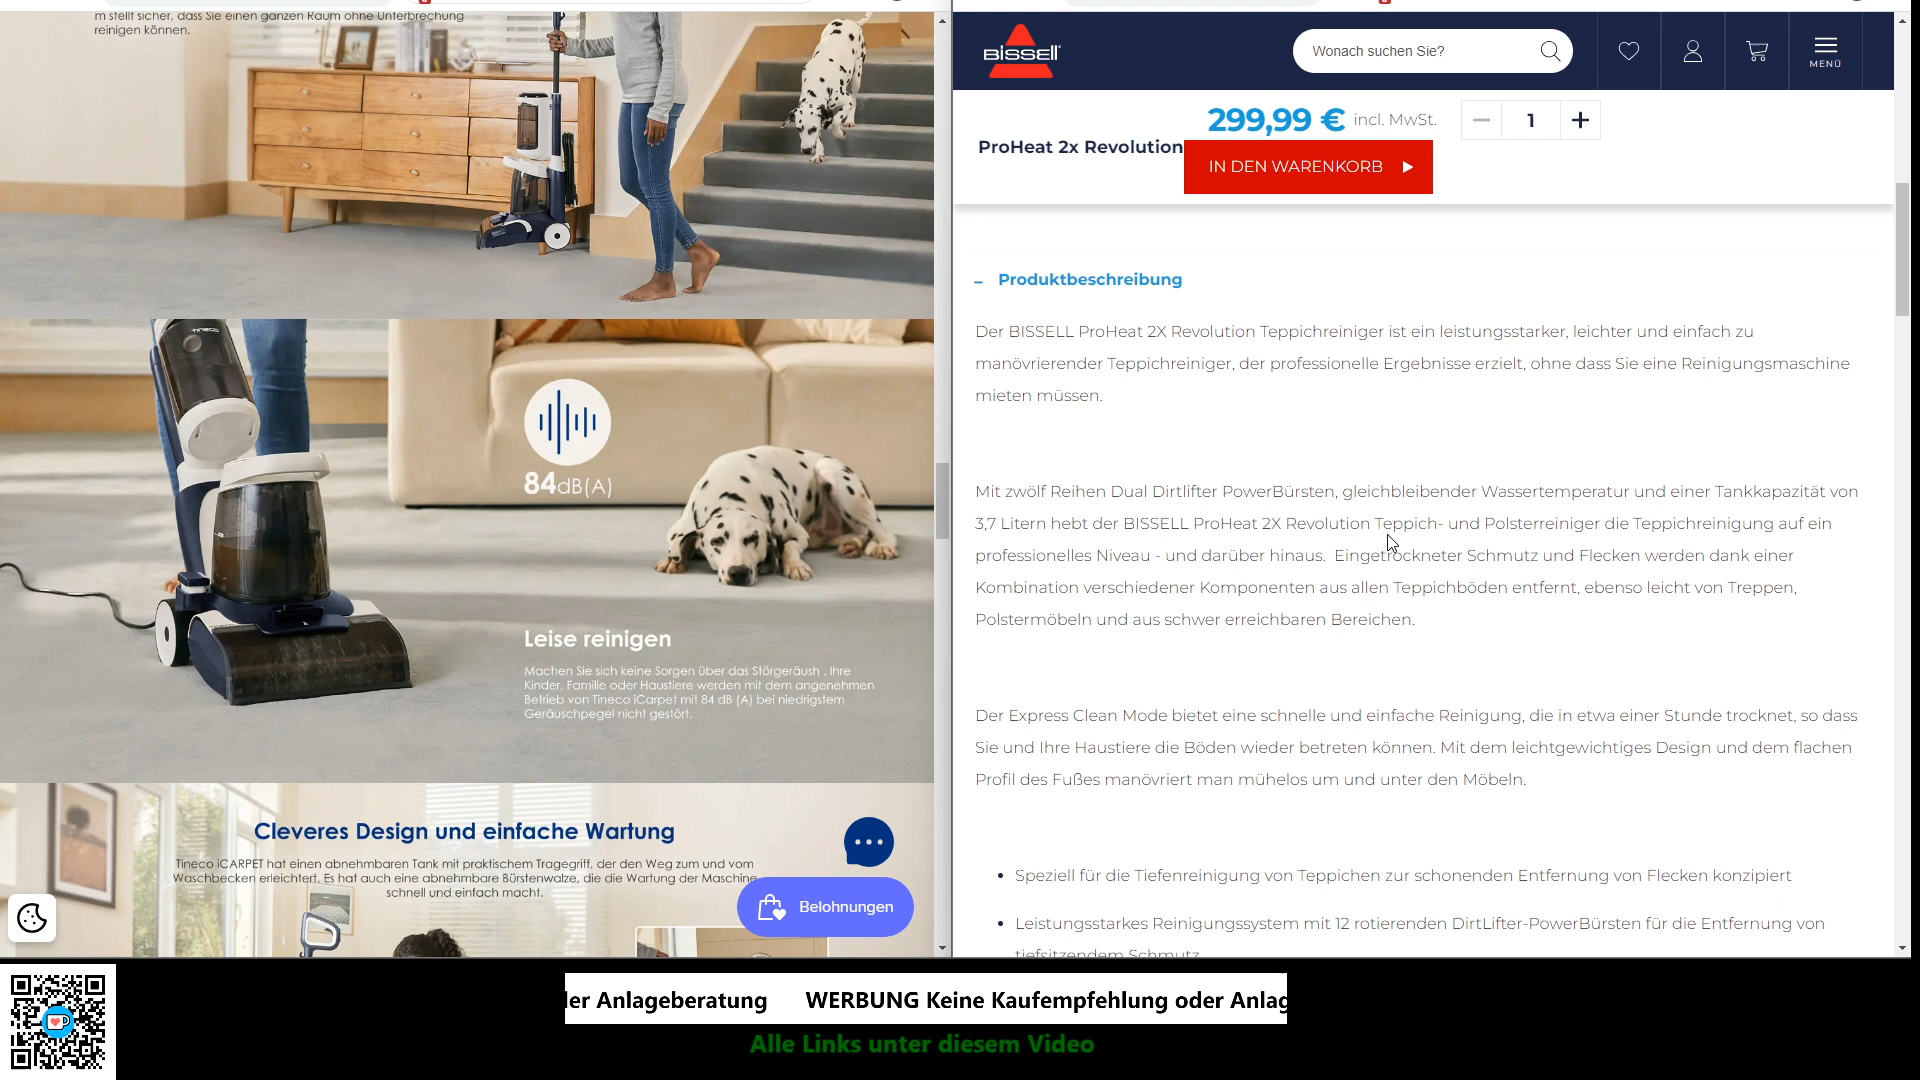 m stellt sicher, dass Sie einen ganzen Raum ohne Unterbrechung
reinigen können.
Tineco
84dB(A)
Leise reinigen
Machen Sie sich keine Sorgen über das Störgeräush . Ihre
Kinder, Familie oder Haustiere werden mit dem angenehmen
Betrieb von Tineco iCarpet mit 84 dB (A) bei niedrigstem
Geräuschpegel nicht gestört.
Cleveres Design und einfache Wartung
Tineco iCARPET hat einen abnehmbaren Tank mit praktischem Tragegriff, der den Weg zum und vom
Waschbecken erleichtert. Es hat auch eine abnehmbare Bürstenwalze, die die Wartung der Maschine
schnell und einfach macht.
Belohnungen
BISSELL
Wonach suchen Sie?
MENÜ
ProHeat 2x Revolution
299,99 € incl. MwSt.
1
IN DEN WARENKORB
Produktbeschreibung
Der BISSELL ProHeat 2X Revolution Teppichreiniger ist ein leistungsstarker, leichter und einfach zu
manövrierender Teppichreiniger, der professionelle Ergebnisse erzielt, ohne dass Sie eine Reinigungsmaschine
mieten müssen.
Mit zwölf Reihen Dual Dirtlifter PowerBürsten, gleichbleibender Wassertemperatur und einer Tankkapazität von
3,7 Litern hebt der BISSELL ProHeat 2X Revolution Teppich- und Polsterreiniger die Teppichreinigung auf ein
professionelles Niveau - und darüber hinaus. Eingetrockneter Schmutz und Flecken werden dank einer
Kombination verschiedener Komponenten aus allen Teppichböden entfernt, ebenso leicht von Treppen,
Polstermöbeln und aus schwer erreichbaren Bereichen.
Der Express Clean Mode bietet eine schnelle und einfache Reinigung, die in etwa einer Stunde trocknet, so dass
Sie und Ihre Haustiere die Böden wieder betreten können. Mit dem leichtgewichtiges Design und dem flachen
Profil des Fußes manövriert man mühelos um und unter den Möbeln.
• Speziell für die Tiefenreinigung von Teppichen zur schonenden Entfernung von Flecken konzipiert
• Leistungsstarkes Reinigungssystem mit 12 rotierenden DirtLifter-PowerBürsten für die Entfernung von
tiefsitzendem Schmutz
der Anlageberatung WERBUNG Keine Kaufempfehlung oder Anlag
Alle Links unter diesem Video